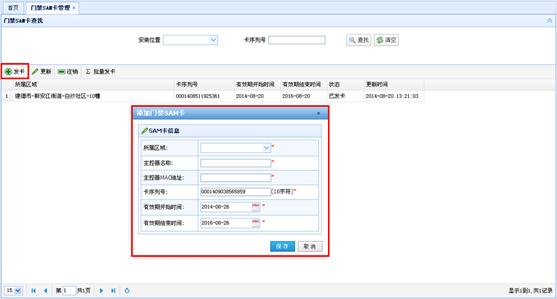 首页 门禁SAM卡管理 ×
门禁SAM卡查找
安装位置 卡序列号 查找 清空
发卡 更新 注销 Σ 批量发卡
所属区域 卡序列号 有效期开始时间 有效期结束时间 状态 更新时间
1 建德市-新安江街道-白沙社区-10幢 0001408511925361 2014-08-20 2016-08-20 已发卡 2014-08-20 13:21:03
添加门禁SAM卡 ×
SAM卡信息
所属区域: *
主控器名称: *
主控器MAC地址: *
卡序列号: 0001409038565859 (16字符)*
有效期开始时间: 2014-08-26 *
有效期结束时间: 2016-08-26 *
保存 取消
15 第 1 共1页 显示1到1,共1记录